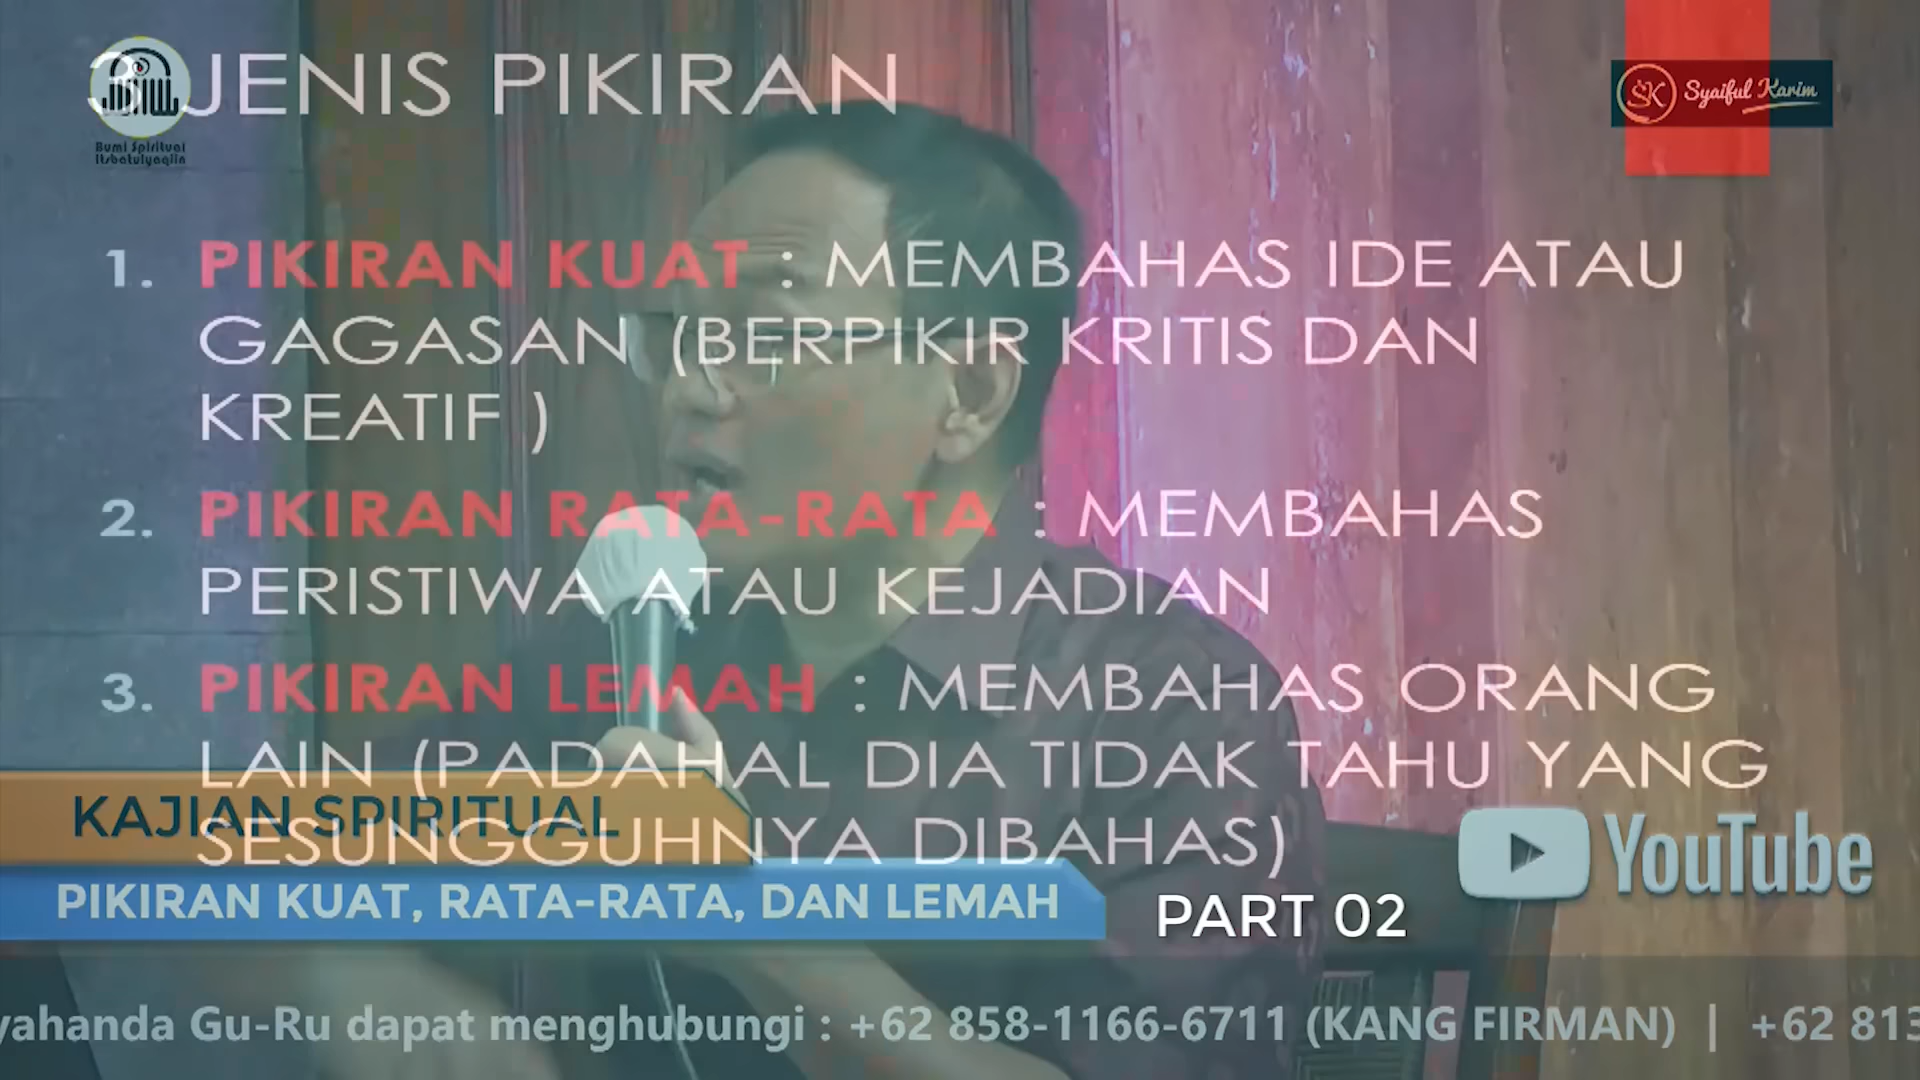 3 JENIS PIKIRAN
Bumi Spiritual
Itsbatulyaqiin
SK Syaiful Karim
1. PIKIRAN KUAT : MEMBAHAS IDE ATAU
GAGASAN (BERPIKIR KRITIS DAN
KREATIF )
2. PIKIRAN RATA-RATA : MEMBAHAS
PERISTIWA ATAU KEJADIAN
3. PIKIRAN LEMAH : MEMBAHAS ORANG
LAIN (PADAHAL DIA TIDAK TAHU YANG
SESUNGGUHNYA DIBAHAS)
KAJIAN SPIRITUAL
YouTube
PIKIRAN KUAT, RATA-RATA, DAN LEMAH
PART 02
yahanda Gu-Ru dapat menghubungi : +62 858-1166-6711 (KANG FIRMAN) | +62 813